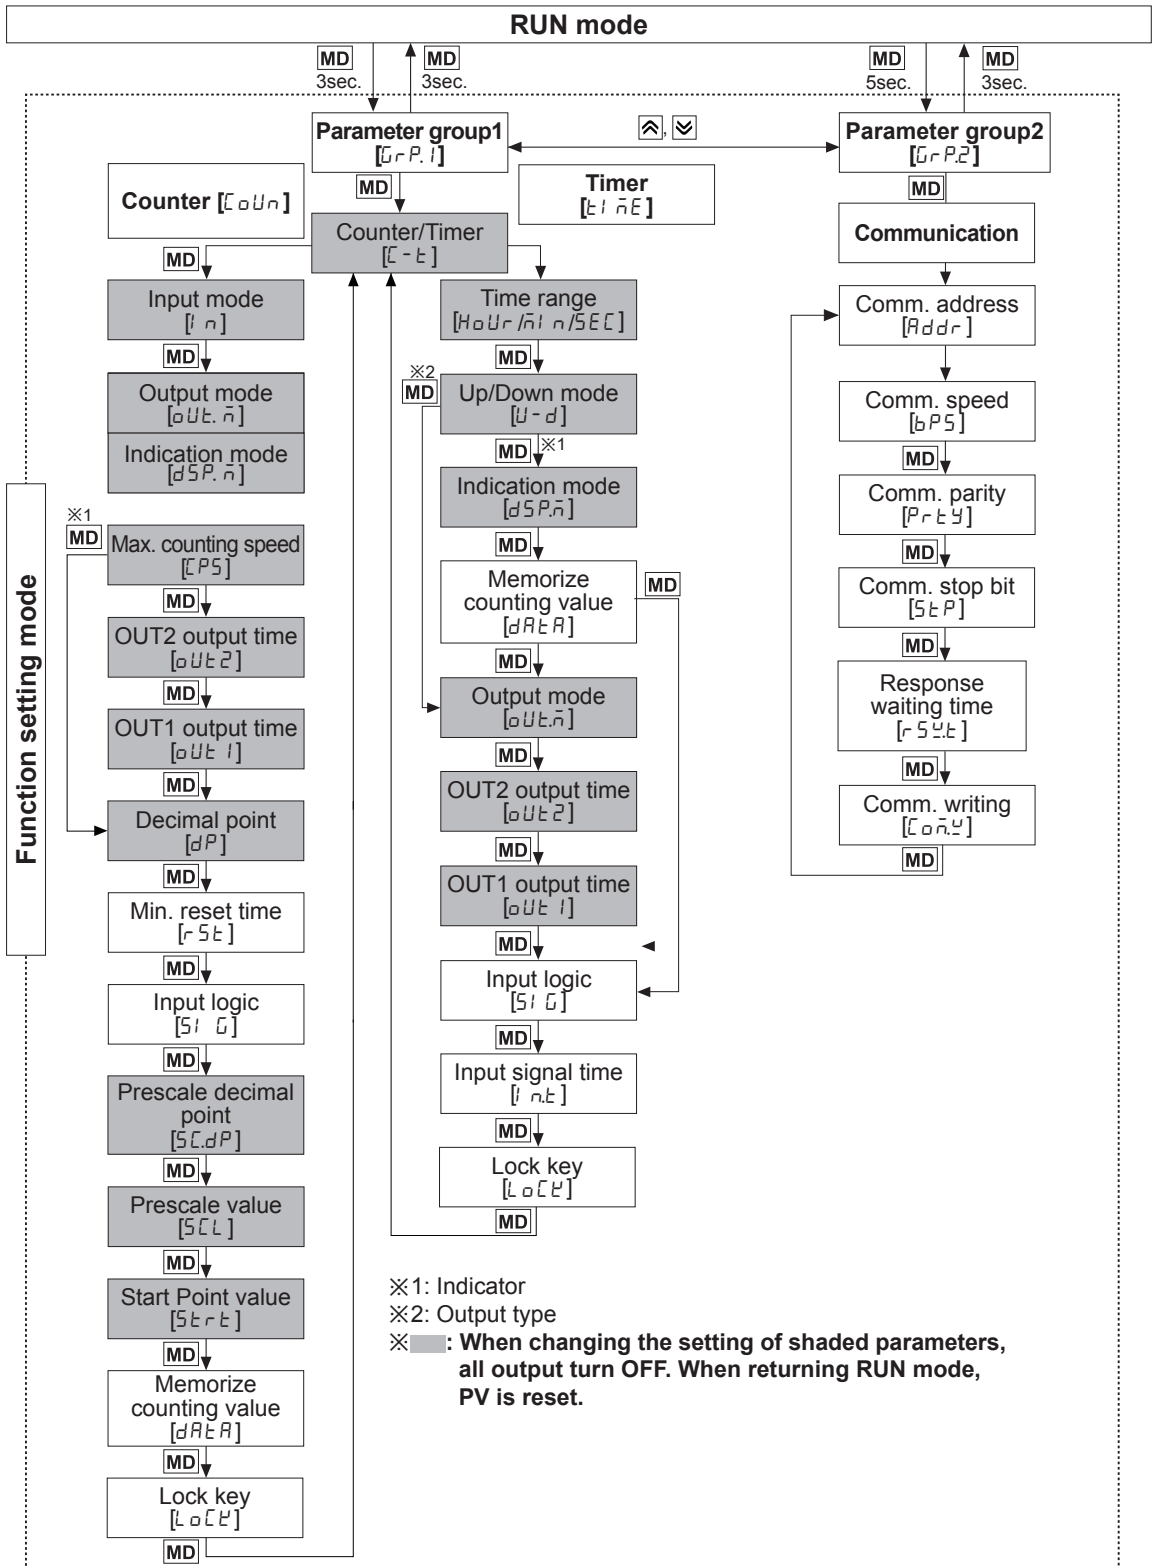 RUN mode
MD
3sec.
MD
3sec.
MD
5sec.
MD
3sec.
Parameter group1
[GrP.1]
,
Parameter group2
[GrP.2]
MD
MD
Counter [CoUn]
Timer
[tImE]
Counter/Timer
[C-t]
Communication
MD
Input mode
[In]
MD
Output mode
[oUt.m]
Indication mode
[dSP.m]
※1
MD
Max. counting speed
[CPS]
MD
OUT2 output time
[oUt2]
MD
OUT1 output time
[oUt1]
MD
Decimal point
[dP]
MD
Min. reset time
[rSt]
MD
Input logic
[SIG]
MD
Prescale decimal
point
[SC.dP]
MD
Prescale value
[SCL]
MD
Start Point value
[Strt]
MD
Memorize
counting value
[dAtA]
MD
Lock key
[LoCK]
MD
Time range
[HoUr/mIn/SEC]
MD
※2
MD
Up/Down mode
[U-d]
MD ※1
Indication mode
[dSP.m]
MD
Memorize
counting value
[dAtA]
MD
MD
Output mode
[oUt.m]
MD
OUT2 output time
[oUt2]
MD
OUT1 output time
[oUt1]
MD
Input logic
[SIG]
MD
Input signal time
[In.t]
MD
Lock key
[LoCK]
MD
Comm. address
[Addr]
Comm. speed
[bPS]
MD
Comm. parity
[PrtY]
MD
Comm. stop bit
[StP]
MD
Response
waiting time
[rSW.t]
MD
Comm. writing
[Com.W]
MD
Function setting mode
※1: Indicator
※2: Output type
※ : When changing the setting of shaded parameters,
all output turn OFF. When returning RUN mode,
PV is reset.